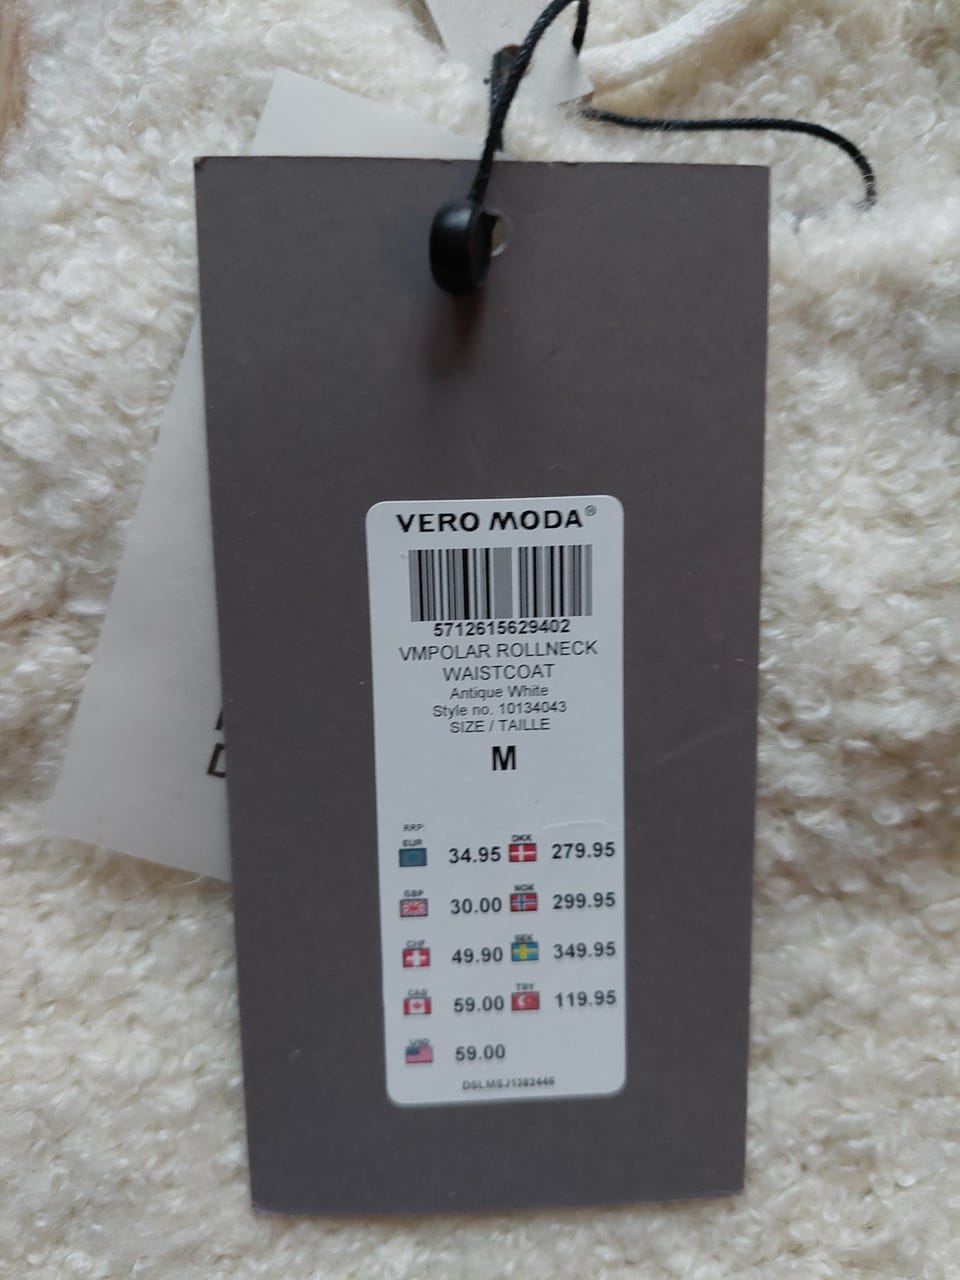 VERO MODA®
5712615629402
VMPOLAR ROLLNECK
WAISTCOAT
Antique White
Style no. 10134043
SIZE / TAILLE
M
RRP:
EUR 34.95 DKK 279.95
GBP 30.00 NOK 299.95
CHF 49.90 SEK 349.95
CAD 59.00 TRY 119.95
USD 59.00
DSLMSJ1382446